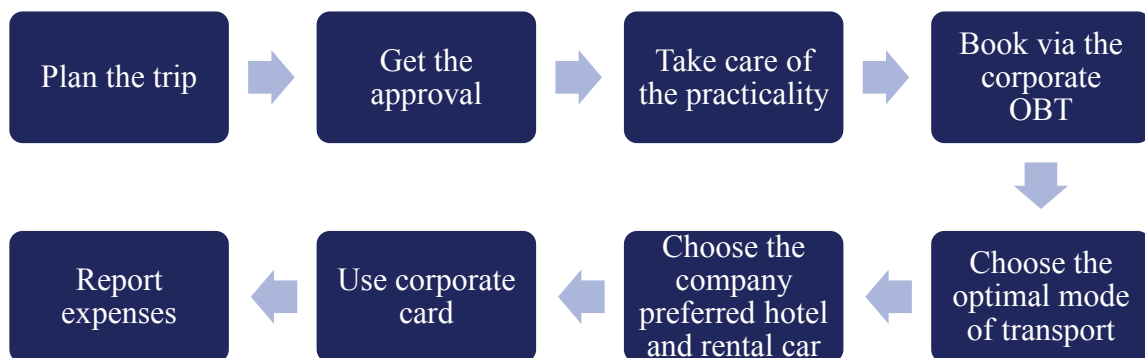 Plan the trip
Get the
approval
Take care of
the practicality
Book via the
corporate
OBT
Choose the
optimal mode
of transport
Choose the
company
preferred hotel
and rental car
Use corporate
card
Report
expenses